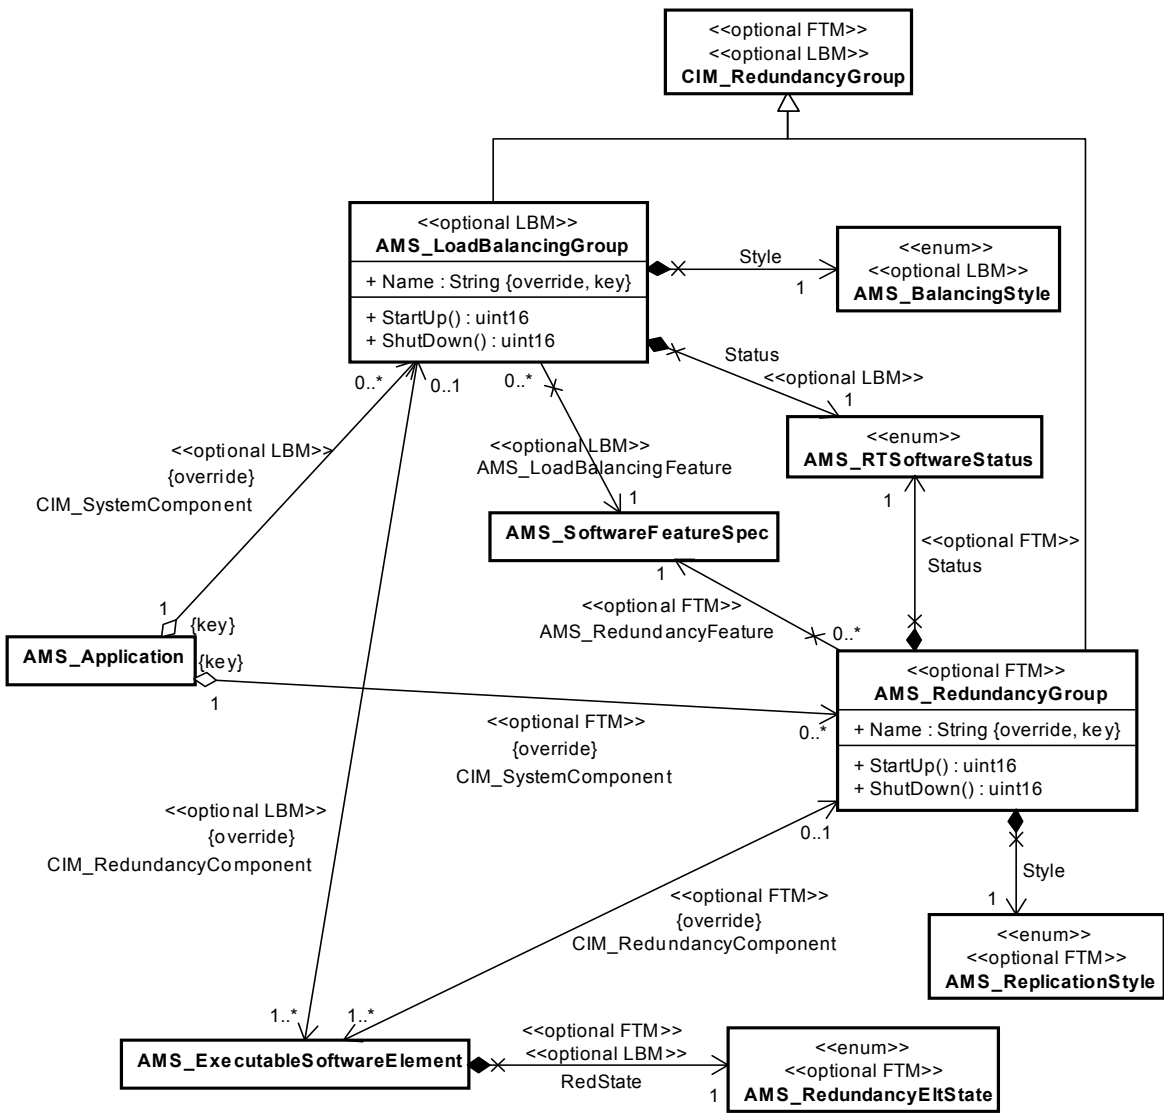 <<optional FTM>>
<<optional LBM>>
CIM_RedundancyGroup
<<optional LBM>>
AMS_LoadBalancingGroup
+ Name : String {override, key}
+ StartUp() : uint16
+ ShutDown() : uint16
Style
1
<<enum>>
<<optional LBM>>
AMS_BalancingStyle
Status
<<optional LBM>>
1
0..*
0..1
0..*
<<enum>>
AMS_RTSoftwareStatus
<<optional LBM>>
{override}
CIM_SystemComponent
<<optional LBM>>
AMS_LoadBalancingFeature
1
1
AMS_SoftwareFeatureSpec
<<optional FTM>>
Status
1
<<optional FTM>>
AMS_RedundancyFeature
0..*
1
{key}
AMS_Application
{key}
1
<<optional FTM>>
AMS_RedundancyGroup
+ Name : String {override, key}
+ StartUp() : uint16
+ ShutDown() : uint16
<<optional FTM>>
{override}
CIM_SystemComponent
0..*
<<optional LBM>>
{override}
CIM_RedundancyComponent
0..1
Style
1
<<optional FTM>>
{override}
CIM_RedundancyComponent
<<enum>>
<<optional FTM>>
AMS_ReplicationStyle
1..*
1..*
AMS_ExecutableSoftwareElement
<<optional FTM>>
<<optional LBM>>
RedState
1
<<enum>>
<<optional FTM>>
AMS_RedundancyEltState